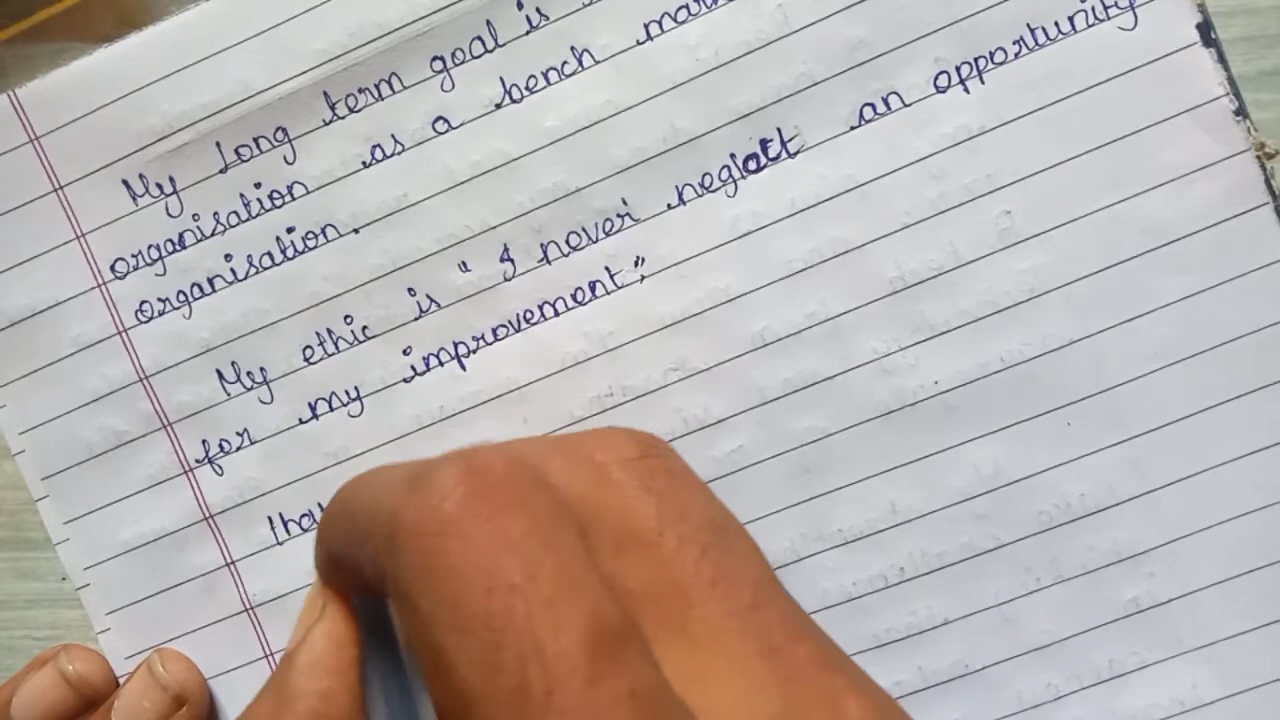 My long term goal is
organisation as a bench
organisation.
My ethic is " I never neglect an opportunity
for my improvement"